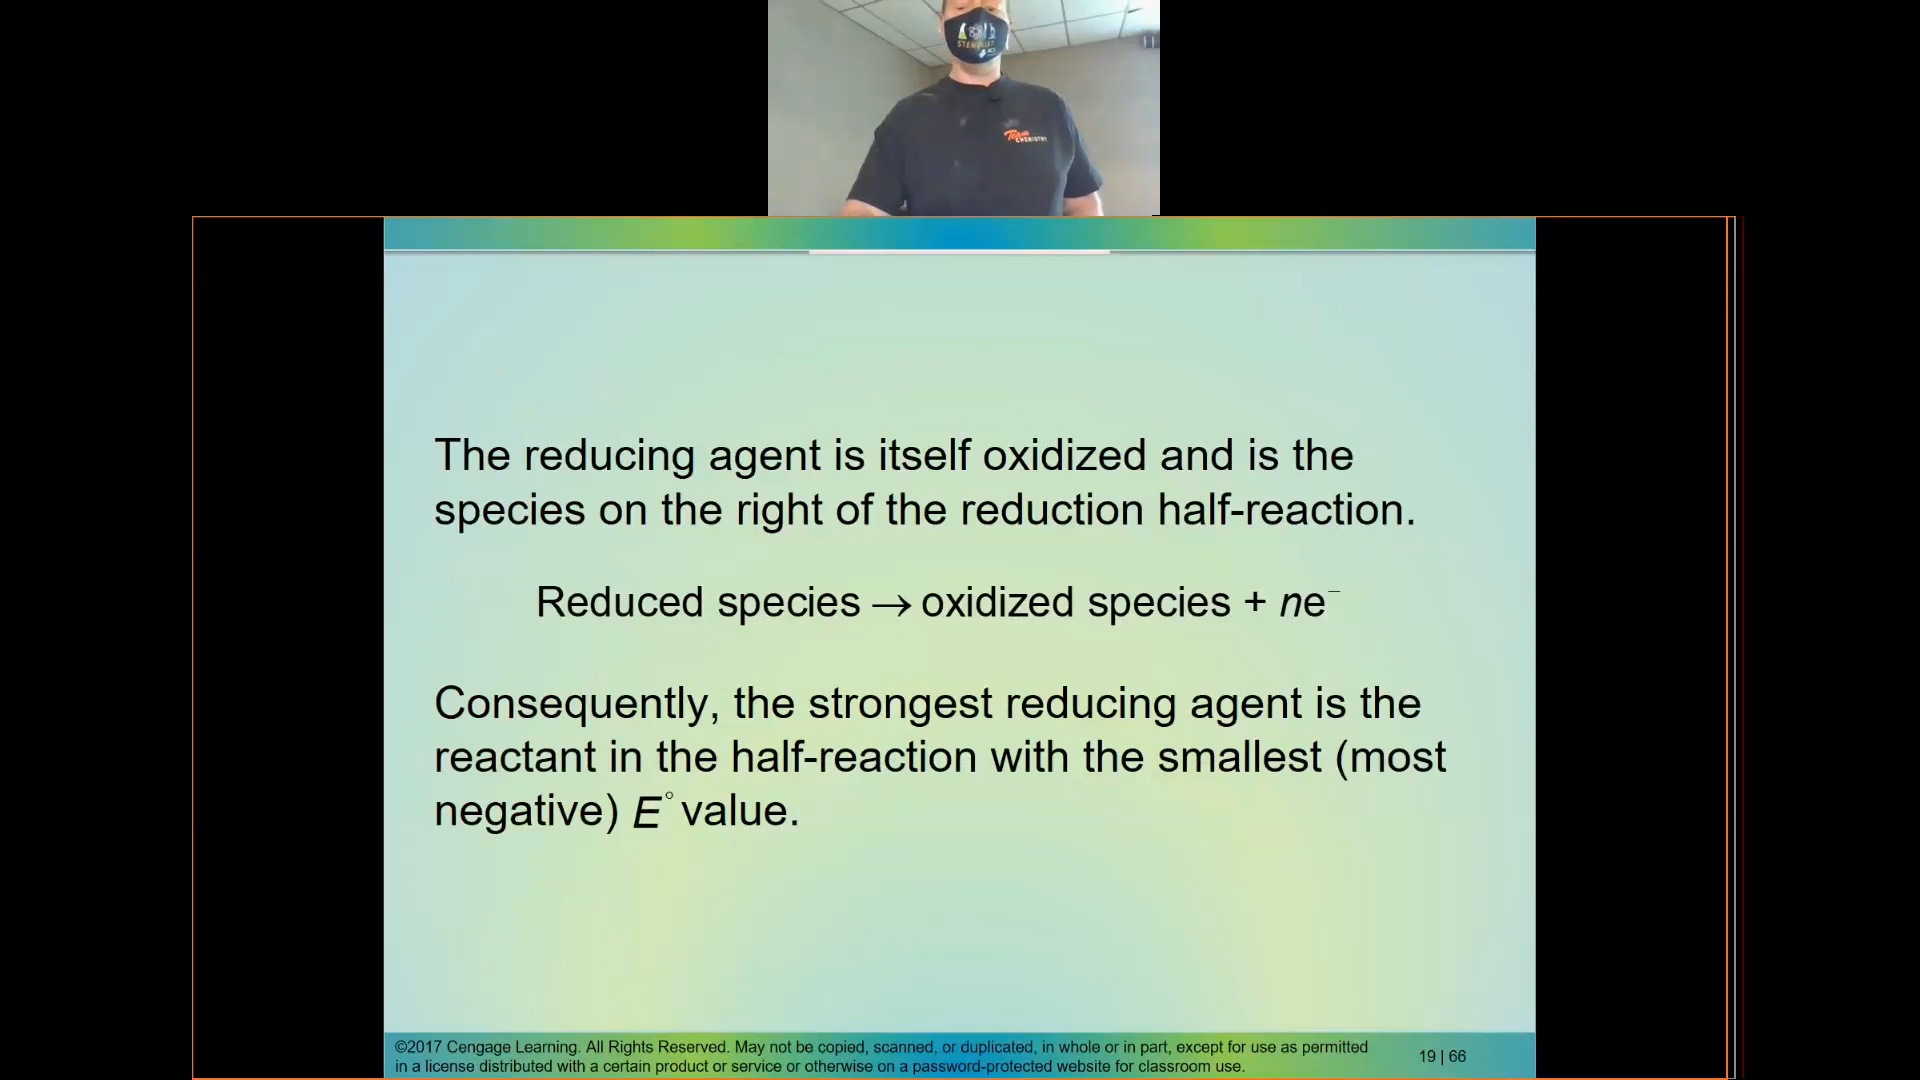 Team
CHEMISTRY
The reducing agent is itself oxidized and is the
species on the right of the reduction half-reaction.
Reduced species → oxidized species + ne⁻
Consequently, the strongest reducing agent is the
reactant in the half-reaction with the smallest (most
negative) E° value.
©2017 Cengage Learning. All Rights Reserved. May not be copied, scanned, or duplicated, in whole or in part, except for use as permitted
in a license distributed with a certain product or service or otherwise on a password-protected website for classroom use.
19 | 66